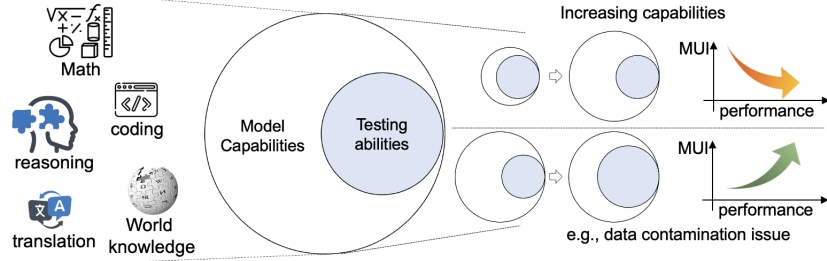 Math
coding
reasoning
translation
World
knowledge
Model
Capabilities
Testing
abilities
Increasing capabilities
MUI
performance
MUI
performance
e.g., data contamination issue